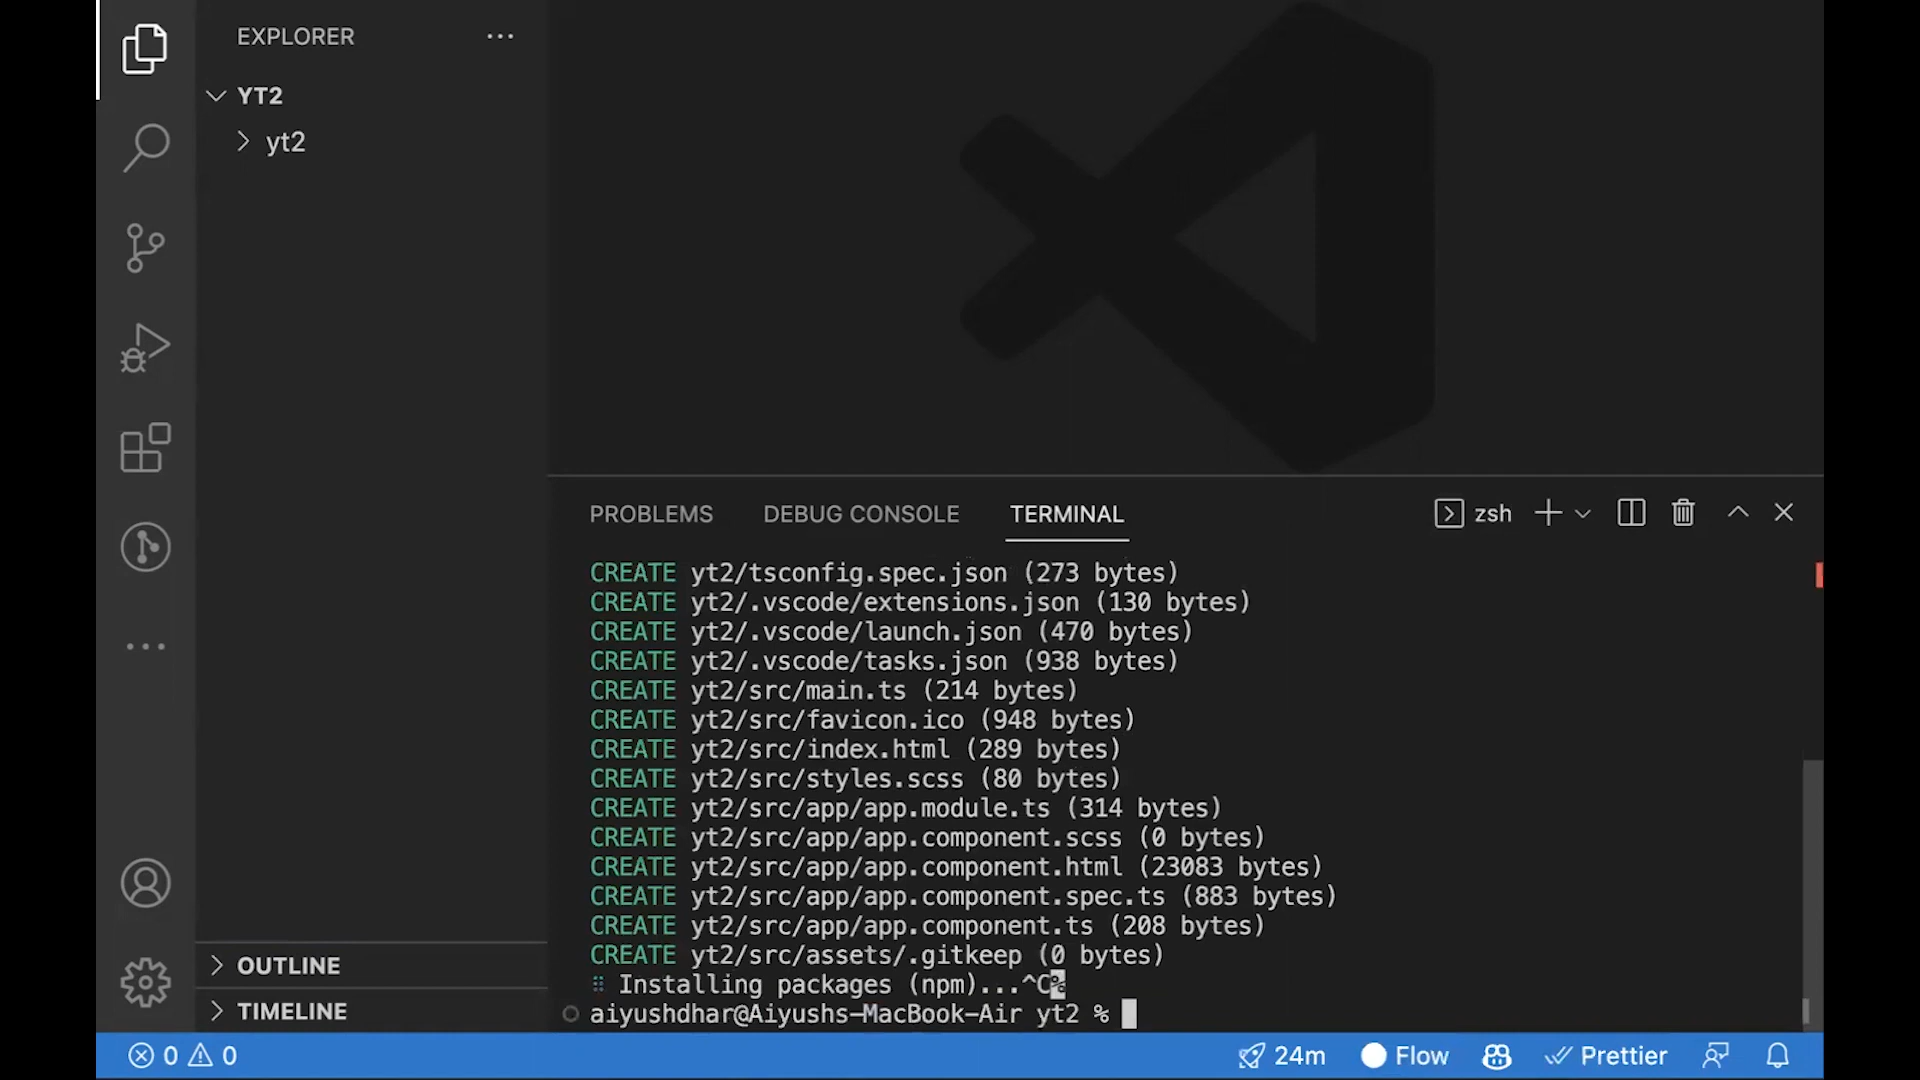 EXPLORER
YT2
yt2
OUTLINE
TIMELINE
PROBLEMS DEBUG CONSOLE TERMINAL zsh
CREATE yt2/tsconfig.spec.json (273 bytes)
CREATE yt2/.vscode/extensions.json (130 bytes)
CREATE yt2/.vscode/launch.json (470 bytes)
CREATE yt2/.vscode/tasks.json (938 bytes)
CREATE yt2/src/main.ts (214 bytes)
CREATE yt2/src/favicon.ico (948 bytes)
CREATE yt2/src/index.html (289 bytes)
CREATE yt2/src/styles.scss (80 bytes)
CREATE yt2/src/app/app.module.ts (314 bytes)
CREATE yt2/src/app/app.component.scss (0 bytes)
CREATE yt2/src/app/app.component.html (23083 bytes)
CREATE yt2/src/app/app.component.spec.ts (883 bytes)
CREATE yt2/src/app/app.component.ts (208 bytes)
CREATE yt2/src/assets/.gitkeep (0 bytes)
⠿ Installing packages (npm)...^C%
aiyushdhar@Aiyushs-MacBook-Air yt2 %
0 0 24m Flow Prettier